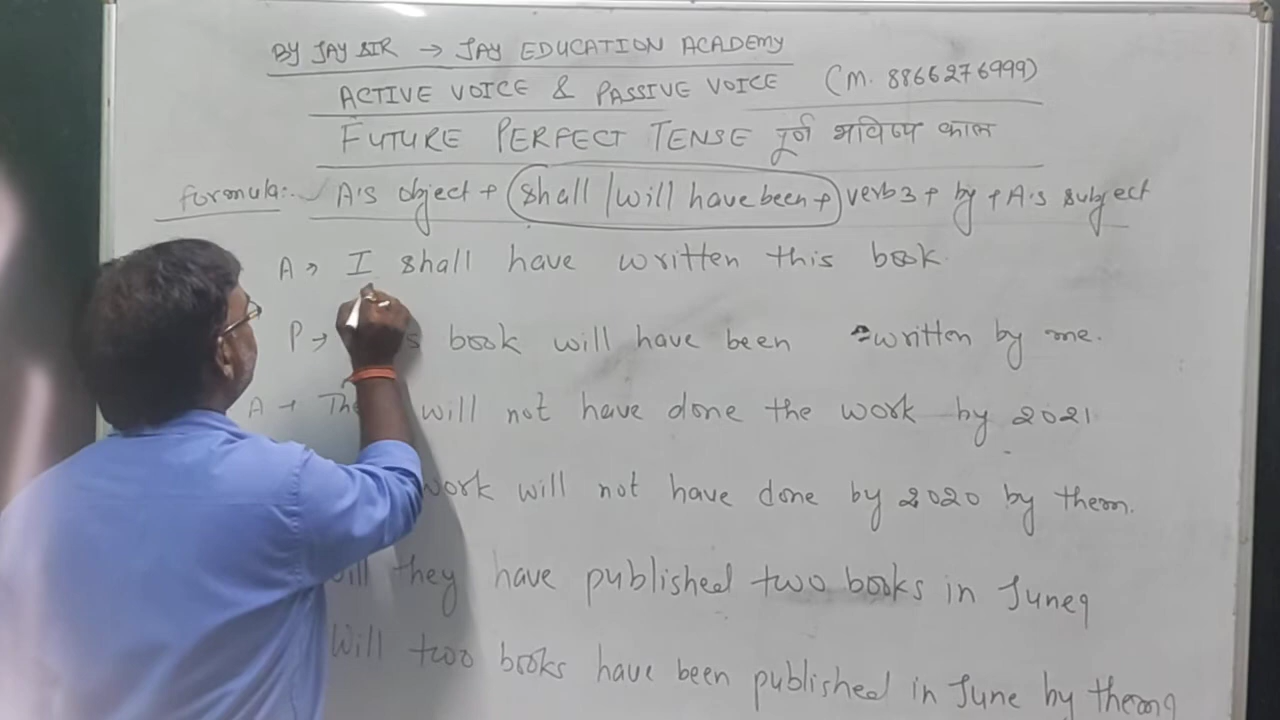 BY JAY SIR → JAY EDUCATION ACADEMY
ACTIVE VOICE & PASSIVE VOICE (M. 8866276999)
FUTURE PERFECT TENSE पूर्ण भविष्य काल
Formula:- A's object + shall / will have been + verb 3 + by + A's subject
A → I shall have written this book.
P → book will have been written by me.
A → will not have done the work by 2021
work will not have done by 2020 by them.
Will they have published two books in June?
Will two books have been published in June by them?